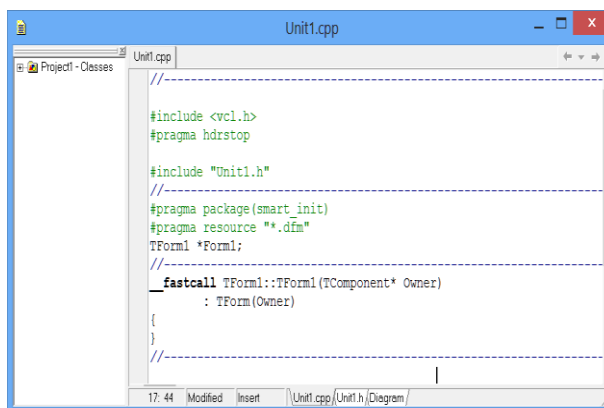 Unit1.cpp
Project1 - Classes
Unit1.cpp
//---------------------------------------------------------------------
#include <vcl.h>
#pragma hdrstop
#include "Unit1.h"
//---------------------------------------------------------------------
#pragma package(smart_init)
#pragma resource "*.dfm"
TForm1 *Form1;
//---------------------------------------------------------------------
__fastcall TForm1::TForm1(TComponent* Owner)
: TForm(Owner)
{
}
//---------------------------------------------------------------------
17: 44 Modified Insert \Unit1.cpp/Unit1.h/Diagram/